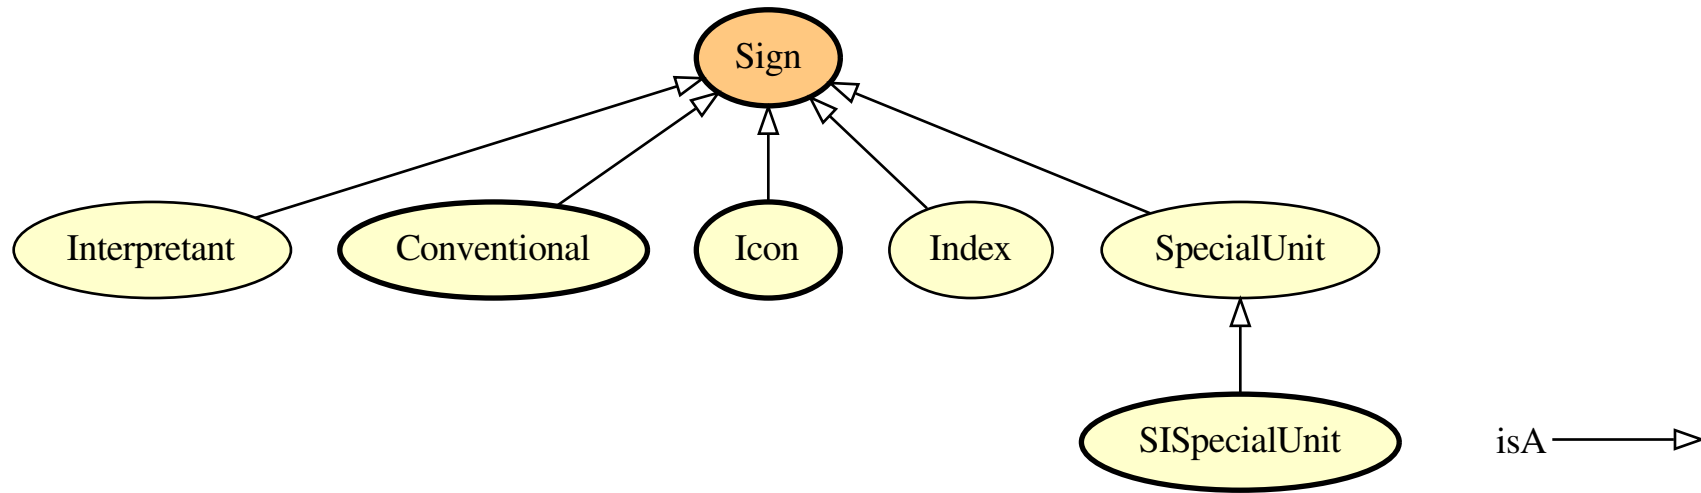 Sign
Interpretant
Conventional
Icon
Index
SpecialUnit
SISpecialUnit
isA